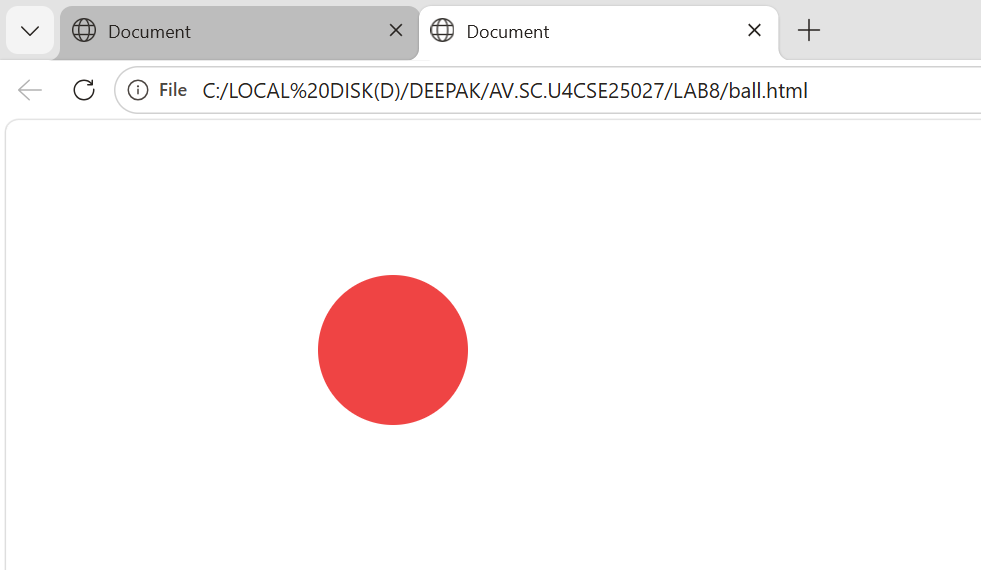 Document
Document
File C:/LOCAL%20DISK(D)/DEEPAK/AV.SC.U4CSE25027/LAB8/ball.html